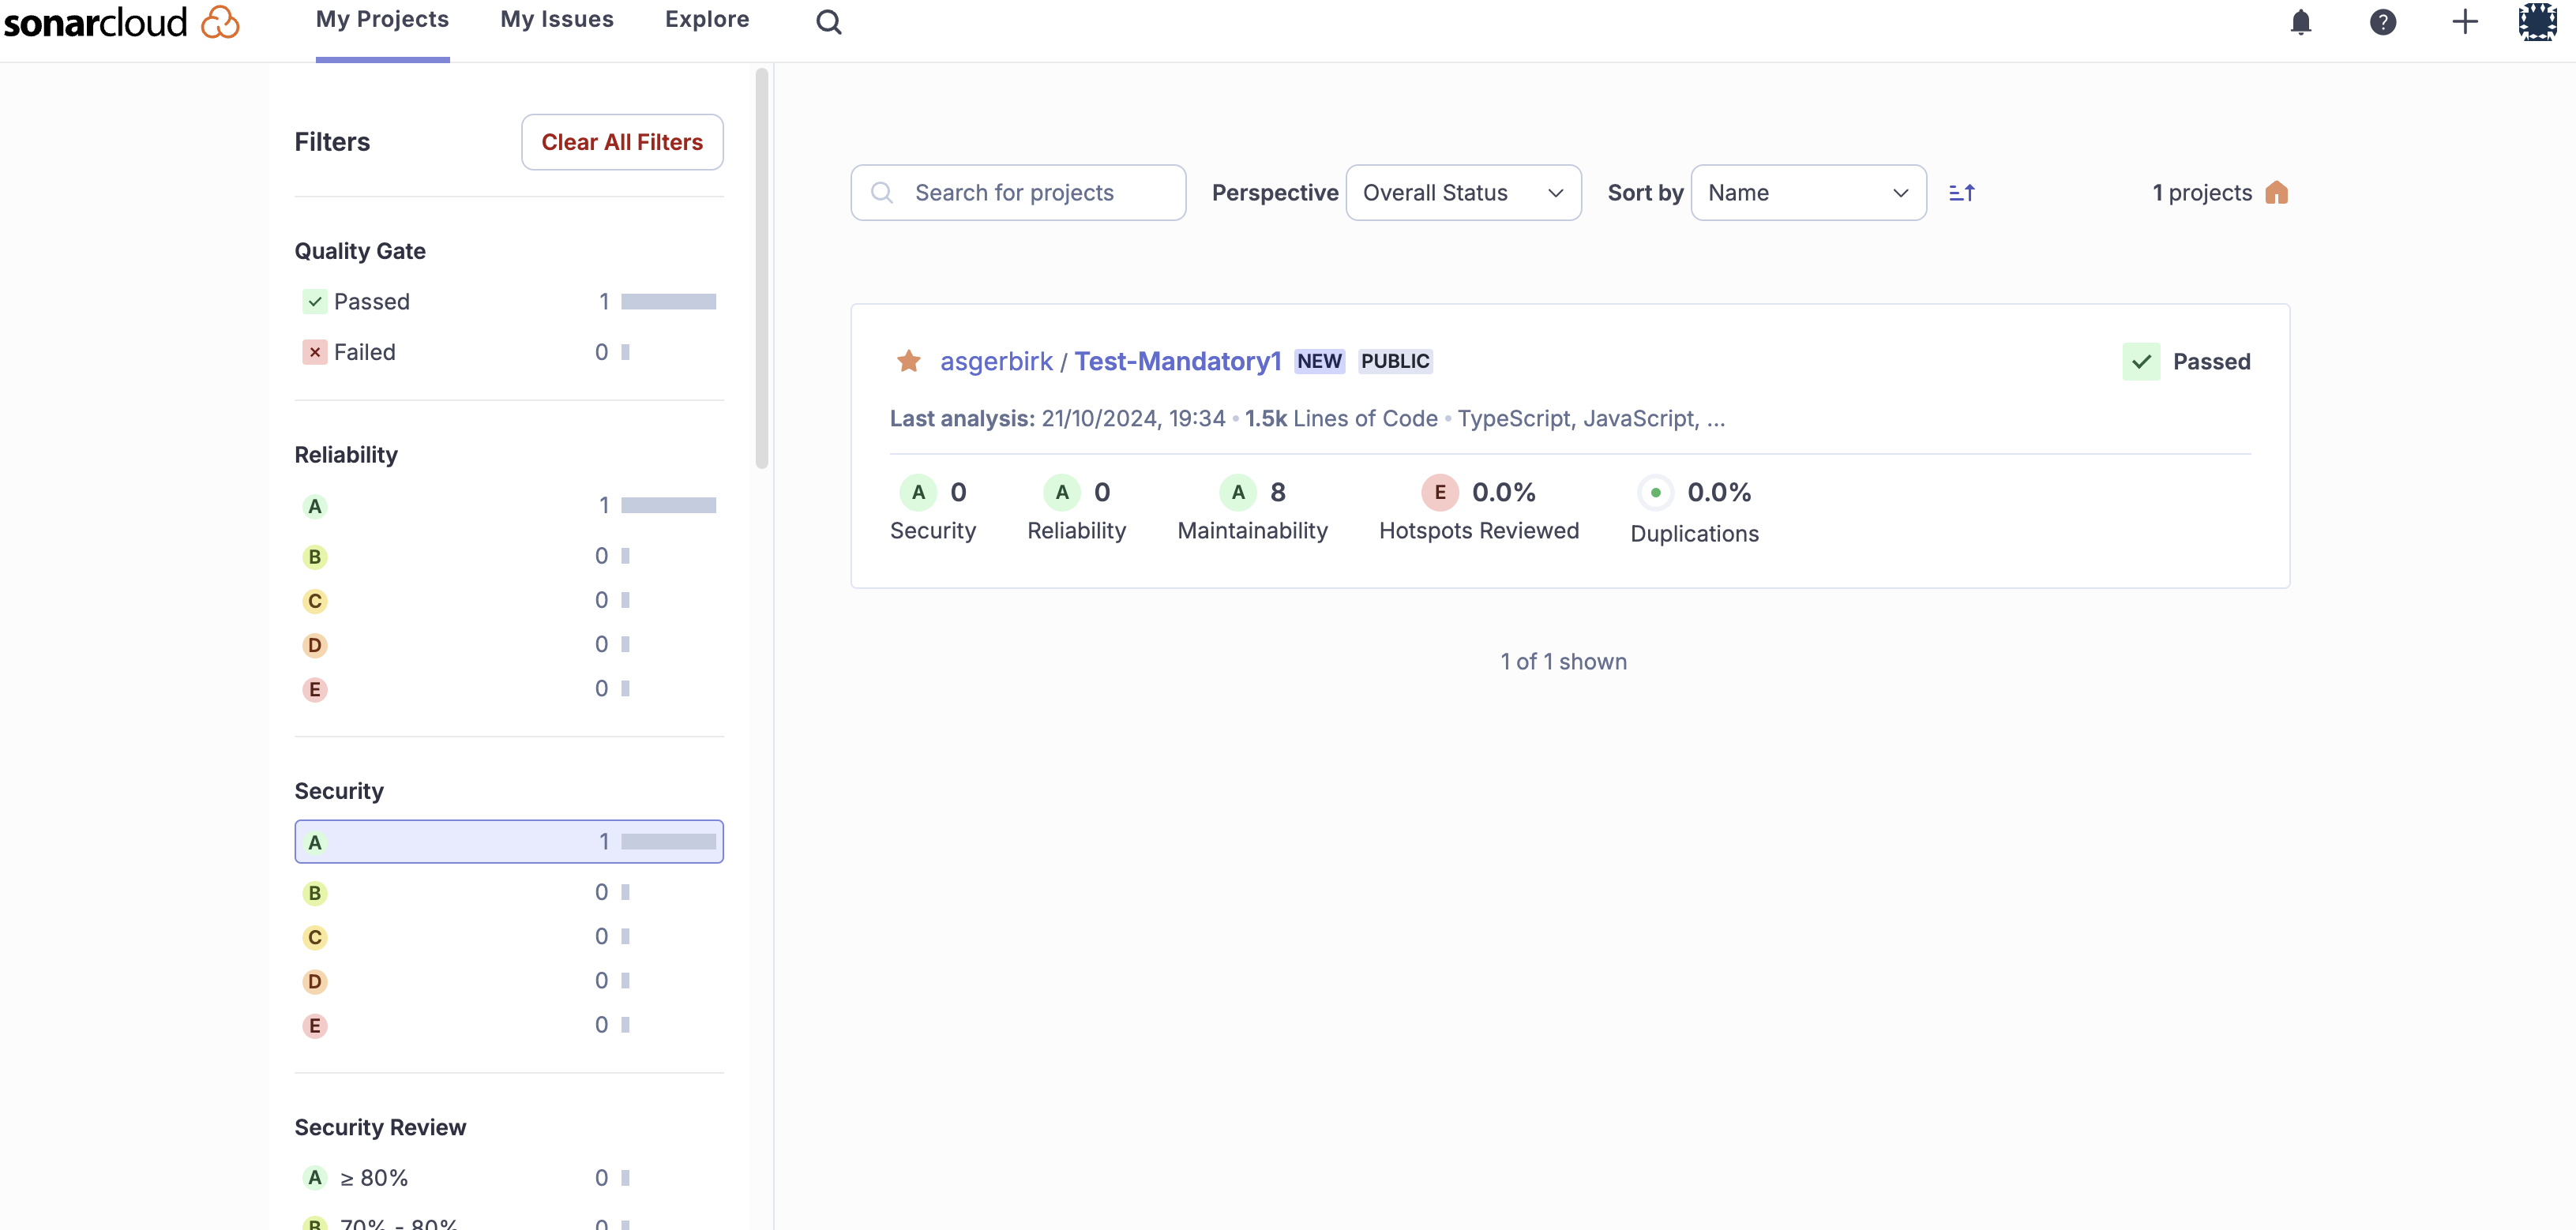 sonarcloud
My Projects My Issues Explore
Filters Clear All Filters
Quality Gate
Passed 1
Failed 0
Reliability
A 1
B 0
C 0
D 0
E 0
Security
A 1
B 0
C 0
D 0
E 0
Security Review
A ≥ 80% 0
B 70% - 80% 0
Search for projects Perspective Overall Status Sort by Name 1 projects
asgerbirk / Test-Mandatory1 NEW PUBLIC Passed
Last analysis: 21/10/2024, 19:34 • 1.5k Lines of Code • TypeScript, JavaScript, ...
A 0 A 0 A 8 E 0.0% 0.0%
Security Reliability Maintainability Hotspots Reviewed Duplications
1 of 1 shown